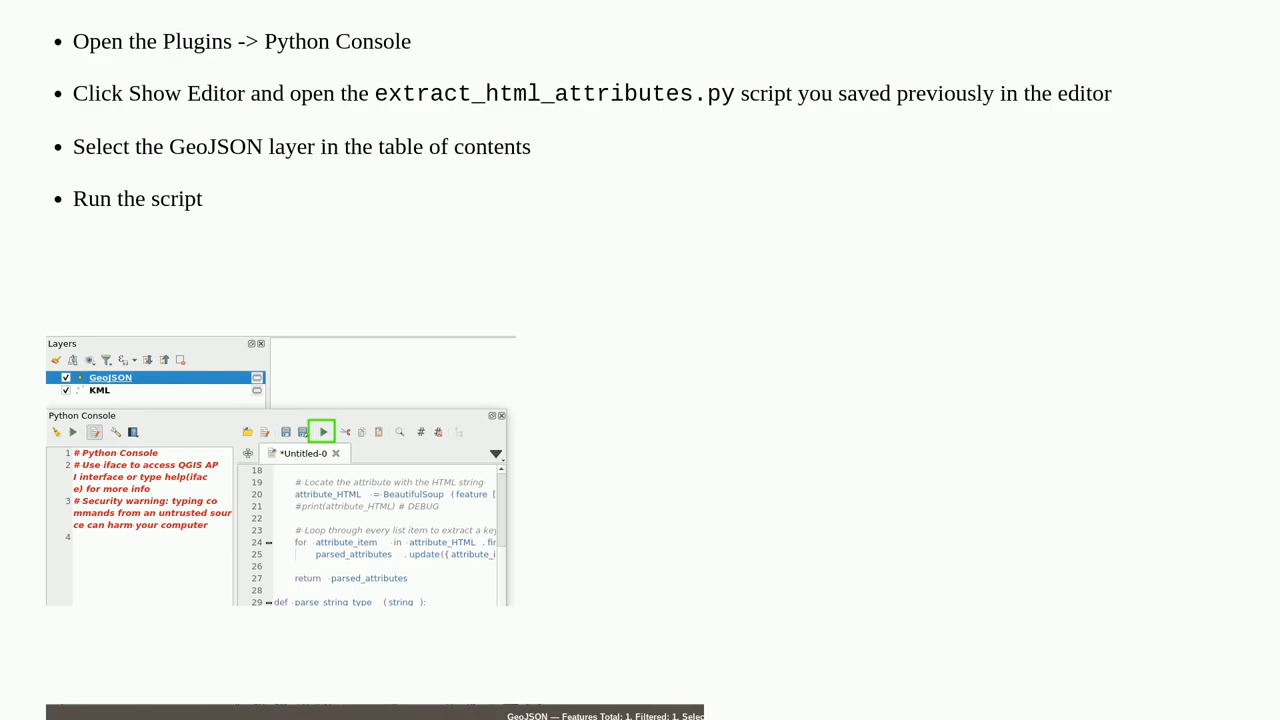 • Open the Plugins -> Python Console
• Click Show Editor and open the extract_html_attributes.py script you saved previously in the editor
• Select the GeoJSON layer in the table of contents
• Run the script
Layers
GeoJSON
KML
Python Console
1 # Python Console
2 # Use iface to access QGIS AP
I interface or type help(ifac
e) for more info
3 # Security warning: typing co
mmands from an untrusted sour
ce can harm your computer
4
*Untitled-0
18
19 # Locate the attribute with the HTML string
20 attribute_HTML = BeautifulSoup (feature [
21 #print(attribute_HTML) # DEBUG
22
23 # Loop through every list item to extract a key
24 for attribute_item in attribute_HTML . fin
25 parsed_attributes . update({ attribute_i
26
27 return parsed_attributes
28
29 def parse_string_type (string ):
GeoJSON — Features Total: 1, Filtered: 1, Selec